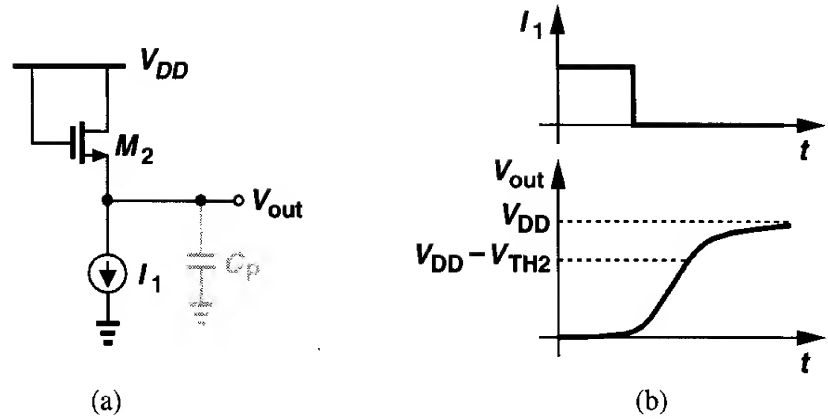 V_DD
M_2
V_out
I_1
C_p
(a)
I_1
t
V_out
V_DD
V_DD − V_TH2
t
(b)